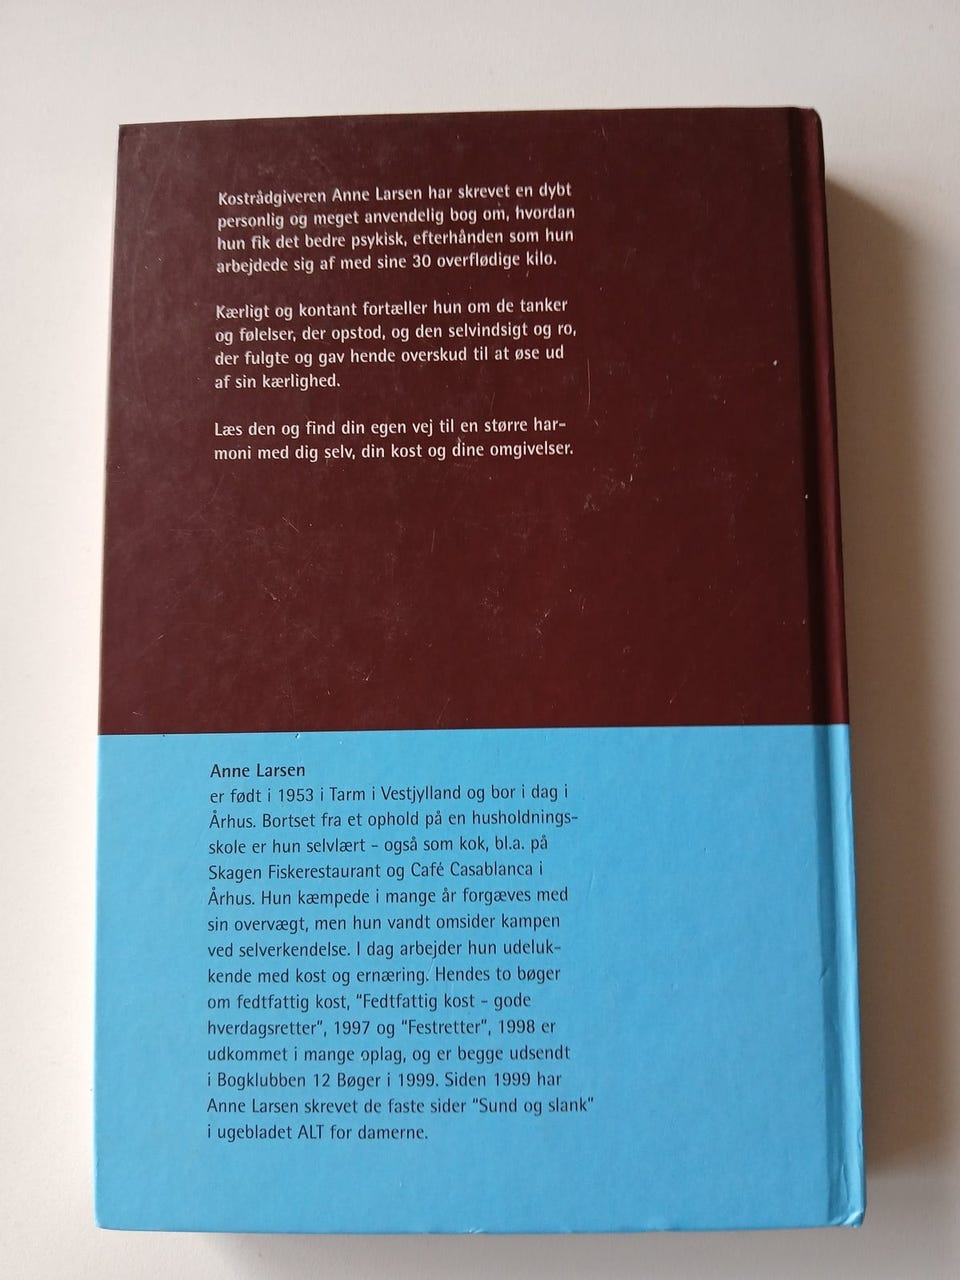 Kostrådgiveren Anne Larsen har skrevet en dybt
personlig og meget anvendelig bog om, hvordan
hun fik det bedre psykisk, efterhånden som hun
arbejdede sig af med sine 30 overflødige kilo.
Kærligt og kontant fortæller hun om de tanker
og følelser, der opstod, og den selvindsigt og ro,
der fulgte og gav hende overskud til at øse ud
af sin kærlighed.
Læs den og find din egen vej til en større har-
moni med dig selv, din kost og dine omgivelser.
Anne Larsen
er født i 1953 i Tarm i Vestjylland og bor i dag i
Århus. Bortset fra et ophold på en husholdnings-
skole er hun selvlært - også som kok, bl.a. på
Skagen Fiskerestaurant og Café Casablanca i
Århus. Hun kæmpede i mange år forgæves med
sin overvægt, men hun vandt omsider kampen
ved selverkendelse. I dag arbejder hun udeluk-
kende med kost og ernæring. Hendes to bøger
om fedtfattig kost, "Fedtfattig kost - gode
hverdagsretter", 1997 og "Festretter", 1998 er
udkommet i mange oplag, og er begge udsendt
i Bogklubben 12 Bøger i 1999. Siden 1999 har
Anne Larsen skrevet de faste sider "Sund og slank"
i ugebladet ALT for damerne.